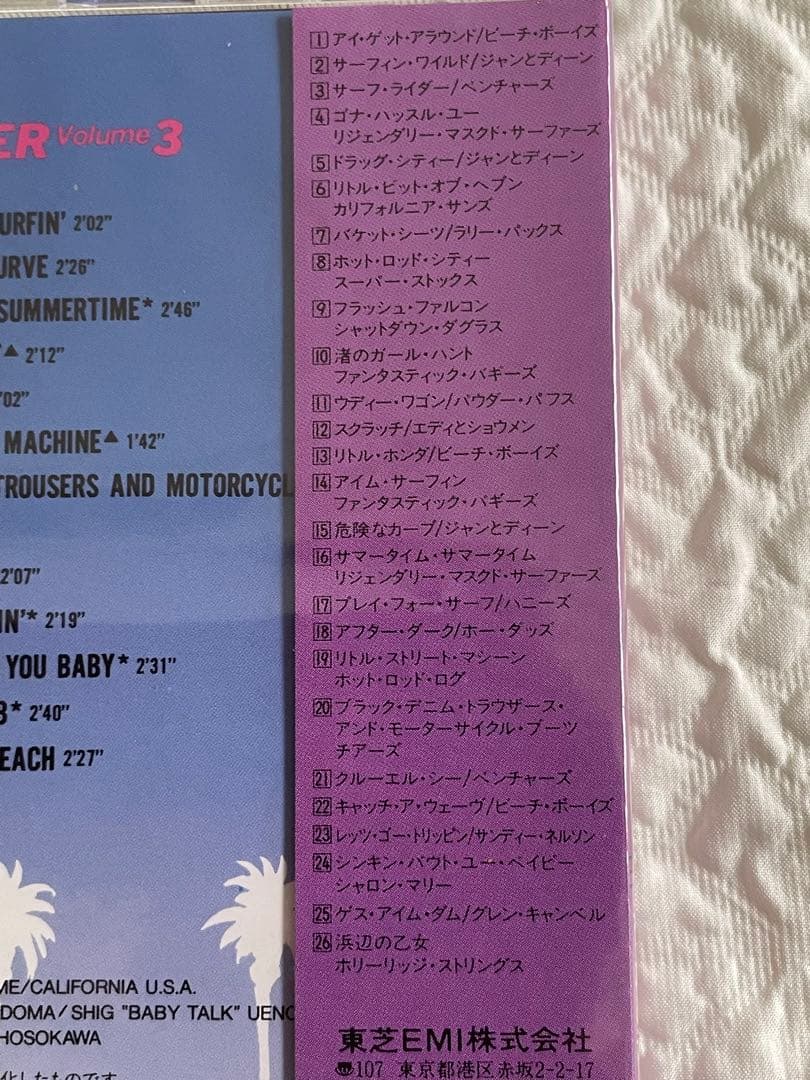 ER Volume 3
URFIN' 2'02"
URVE 2'26"
SUMMERTIME* 2'46"
▲ 2'12"
'02"
MACHINE▲ 1'42"
TROUSERS AND MOTORCYCL
2'07"
IN'* 2'19"
YOU BABY* 2'31"
B* 2'40"
EACH 2'27"
ME/CALIFORNIA U.S.A.
DOMA/SHIG "BABY TALK" UENO
HOSOKAWA
化したものです
1 アイ・ゲット・アラウンド/ビーチ・ボーイズ
2 サーフィン・ワイルド/ジャンとディーン
3 サーフ・ライダー/ベンチャーズ
4 ゴナ・ハッスル・ユー
リジェンダリー・マスクド・サーファーズ
5 ドラッグ・シティー/ジャンとディーン
6 リトル・ビット・オブ・ヘブン
カリフォルニア・サンズ
7 バケット・シーツ/ラリー・バックス
8 ホット・ロッド・シティー
スーパー・ストックス
9 フラッシュ・ファルコン
シャットダウン・ダグラス
10 渚のガール・ハント
ファンタスティック・バギーズ
11 ウディー・ワゴン/パウダー・パフス
12 スクラッチ/エディとショウメン
13 リトル・ホンダ/ビーチ・ボーイズ
14 アイム・サーフィン
ファンタスティック・バギーズ
15 危険なカーブ/ジャンとディーン
16 サマータイム・サマータイム
リジェンダリー・マスクド・サーファーズ
17 プレイ・フォー・サーフ/ハニーズ
18 アフター・ダーク/ホー・ダッズ
19 リトル・ストリート・マシーン
ホット・ロッド・ログ
20 ブラック・デニム・トラウザース・
アンド・モーターサイクル・ブーツ
チアーズ
21 クルーエル・シー/ベンチャーズ
22 キャッチ・ア・ウェーヴ/ビーチ・ボーイズ
23 レッツ・ゴー・トリッピン/サンディー・ネルソン
24 シンキン・バウト・ユー・ベイビー
シャロン・マリー
25 ゲス・アイム・ダム/グレン・キャンベル
26 浜辺の乙女
ホリーリッジ・ストリングス
東芝EMI株式会社
〠107 東京都港区赤坂2-2-17